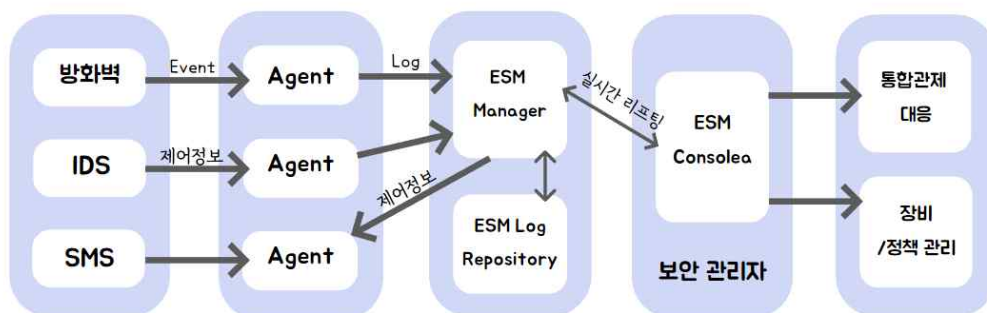 방화벽
Event
Agent
Log
ESM
Manager
실시간 리프팅
ESM
Consolea
통합관제
대응
IDS
제어정보
Agent
제어정보
SMS
Agent
ESM Log
Repository
보안 관리자
장비
/정책 관리